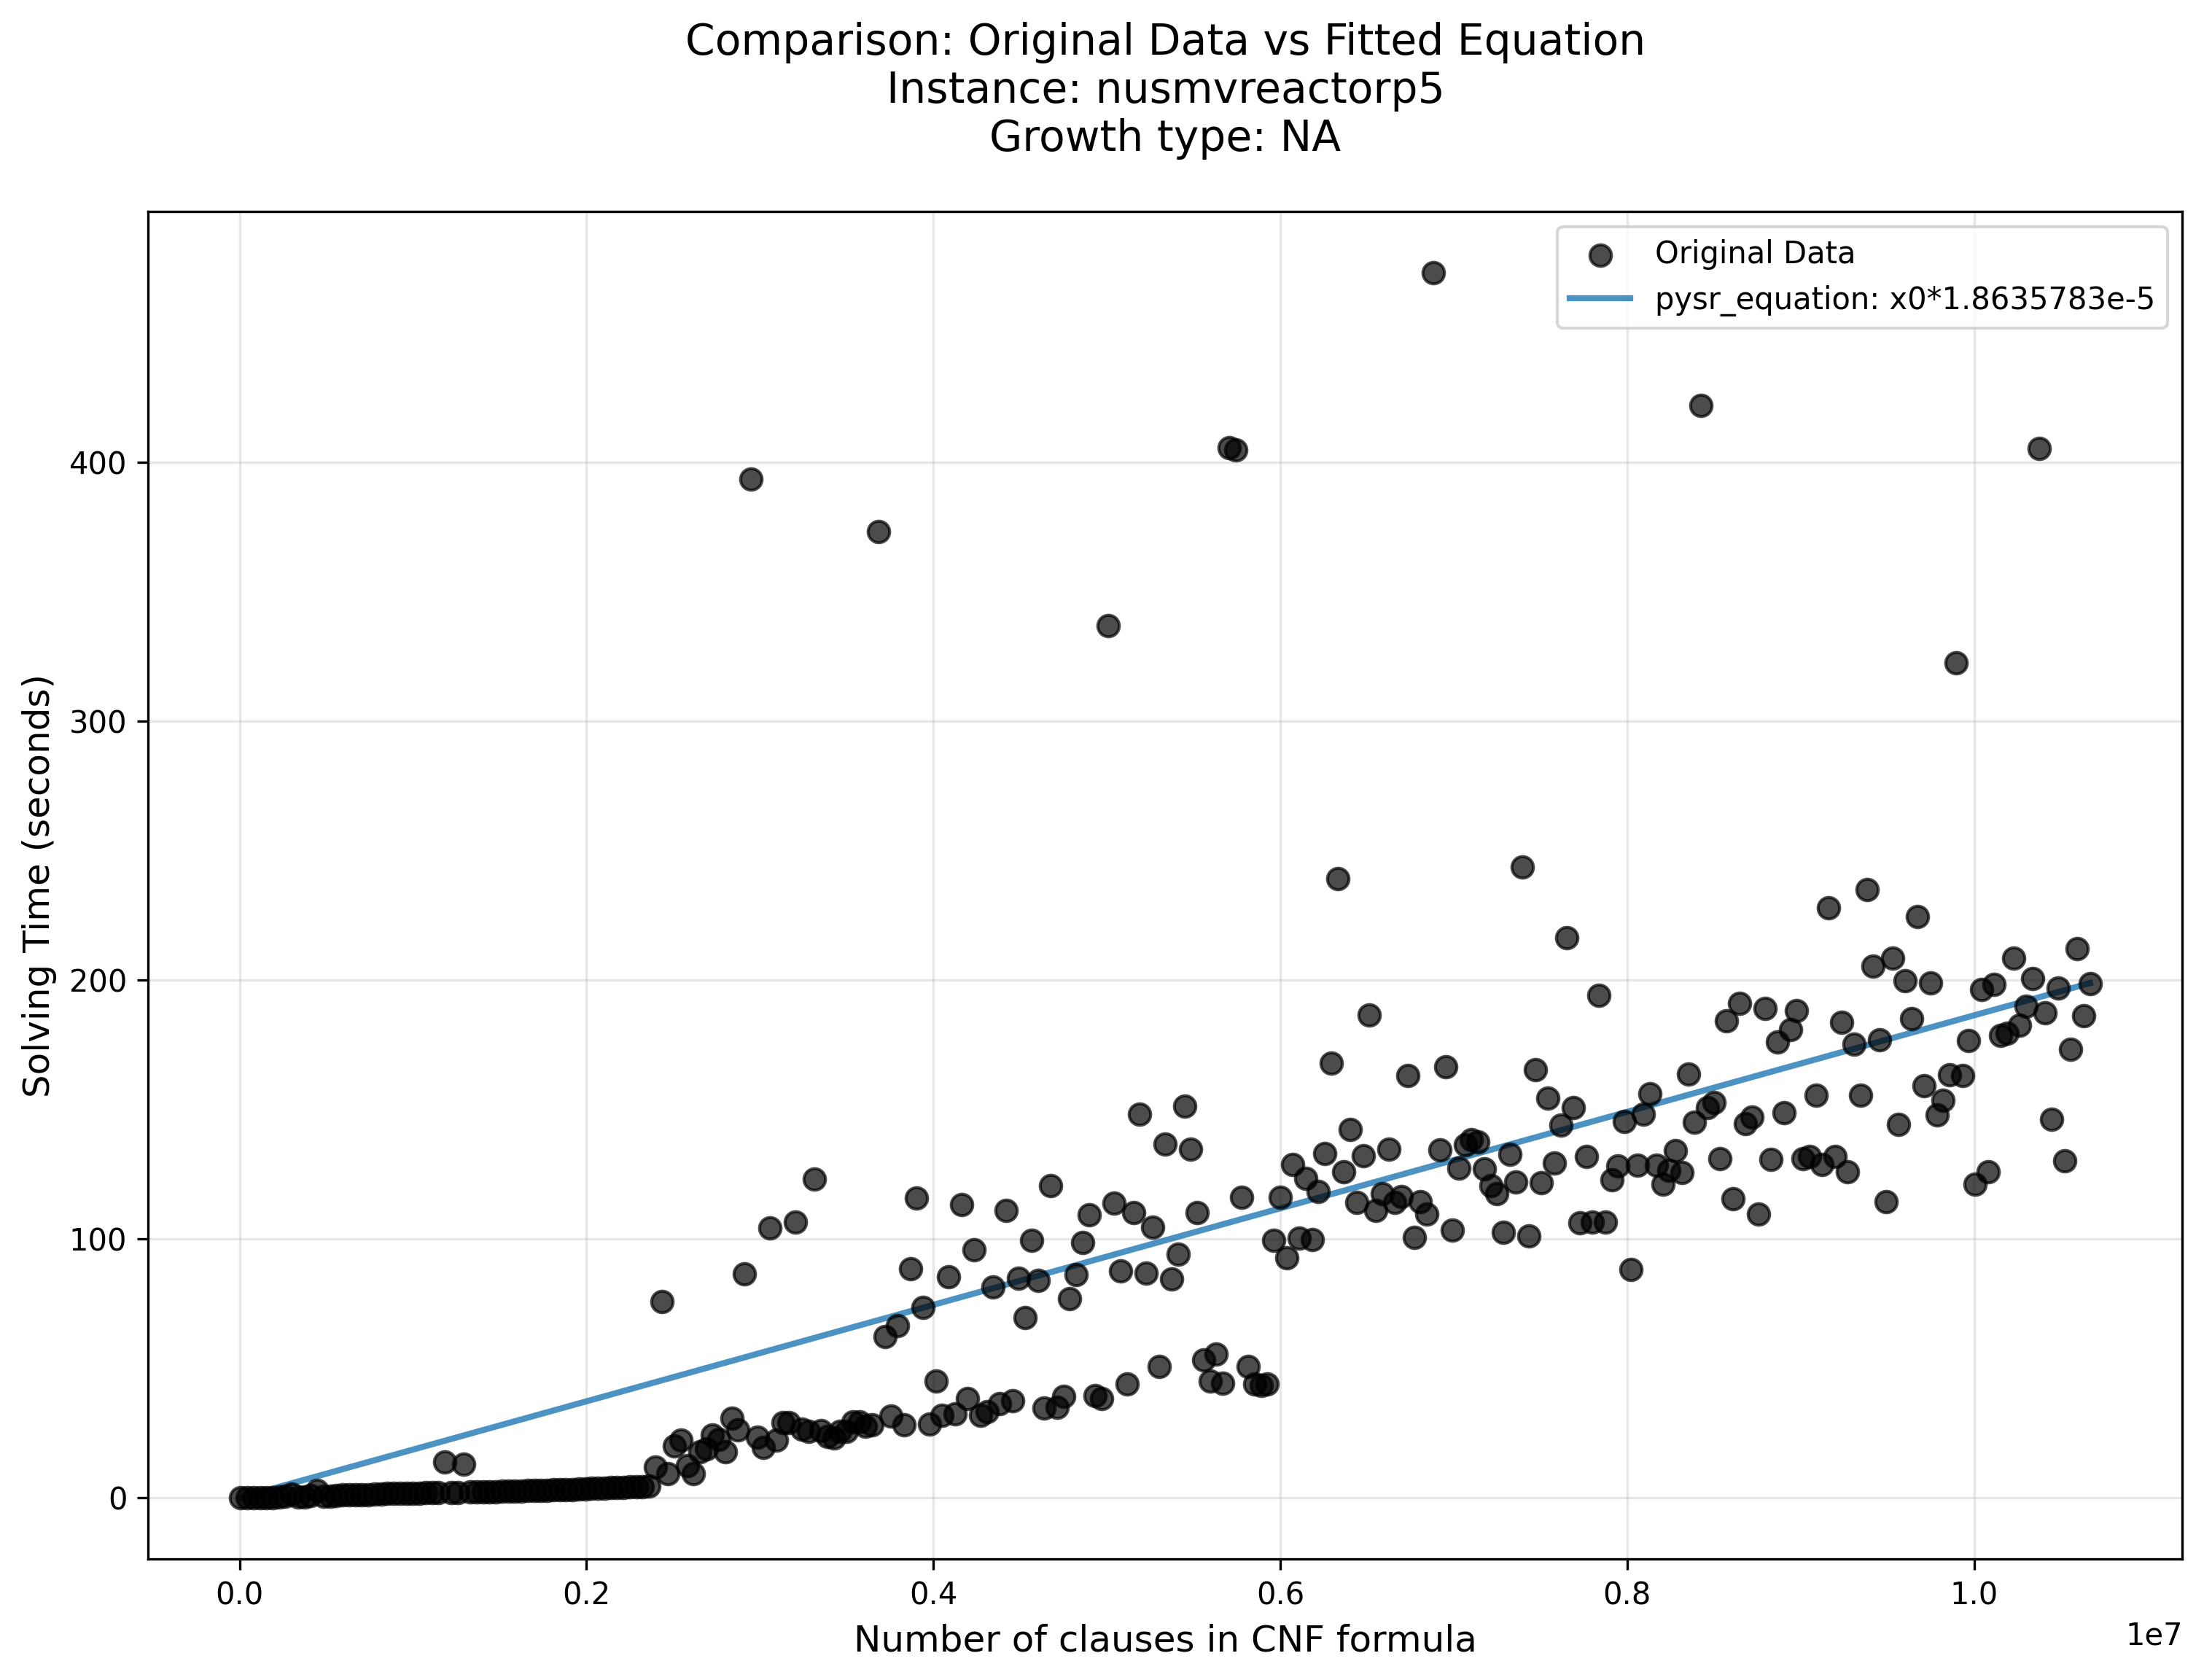 Comparison: Original Data vs Fitted Equation
Instance: nusmvreactorp5
Growth type: NA
Original Data
pysr_equation: x0*1.8635783e-5
Solving Time (seconds)
400
300
200
100
0
0.0
0.2
0.4
0.6
0.8
1.0
1e7
Number of clauses in CNF formula